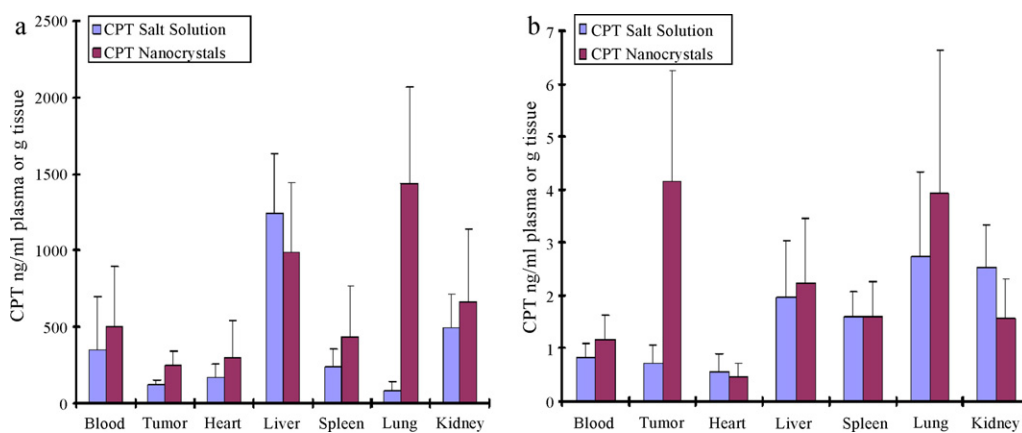 a
CPT Salt Solution
CPT Nanocrystals
CPT ng/ml plasma or g tissue
2500
2000
1500
1000
500
0
Blood Tumor Heart Liver Spleen Lung Kidney
b
CPT Salt Solution
CPT Nanocrystals
CPT ng/ml plasma or g tissue
7
6
5
4
3
2
1
0
Blood Tumor Heart Liver Spleen Lung Kidney